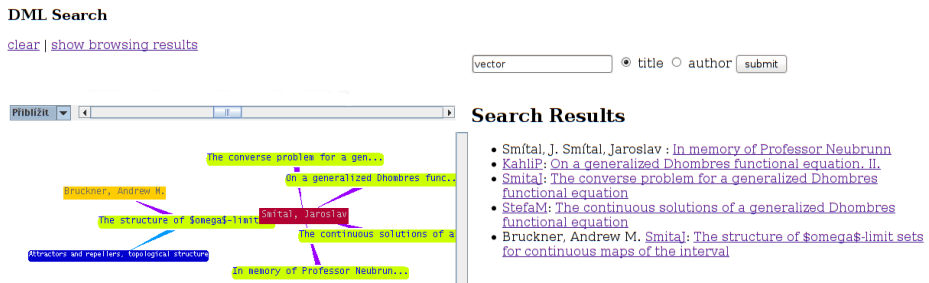 DML Search
clear | show browsing results
vector title author submit
Přiblížit
Search Results
Smítal, J. Smítal, Jaroslav : In memory of Professor Neubrunn
KahliP: On a generalized Dhombres functional equation. II.
SmitaJ: The converse problem for a generalized Dhombres
functional equation
StefaM: The continuous solutions of a generalized Dhombres
functional equation
Bruckner, Andrew M. SmitaJ: The structure of $omega$-limit sets
for continuous maps of the interval
The converse problem for a gen...
On a generalized Dhombres func...
Bruckner, Andrew M.
Smítal, Jaroslav
The structure of $omega$-limit
The continuous solutions of a
Attractors and repellers, topological structure
In memory of Professor Neubrun...